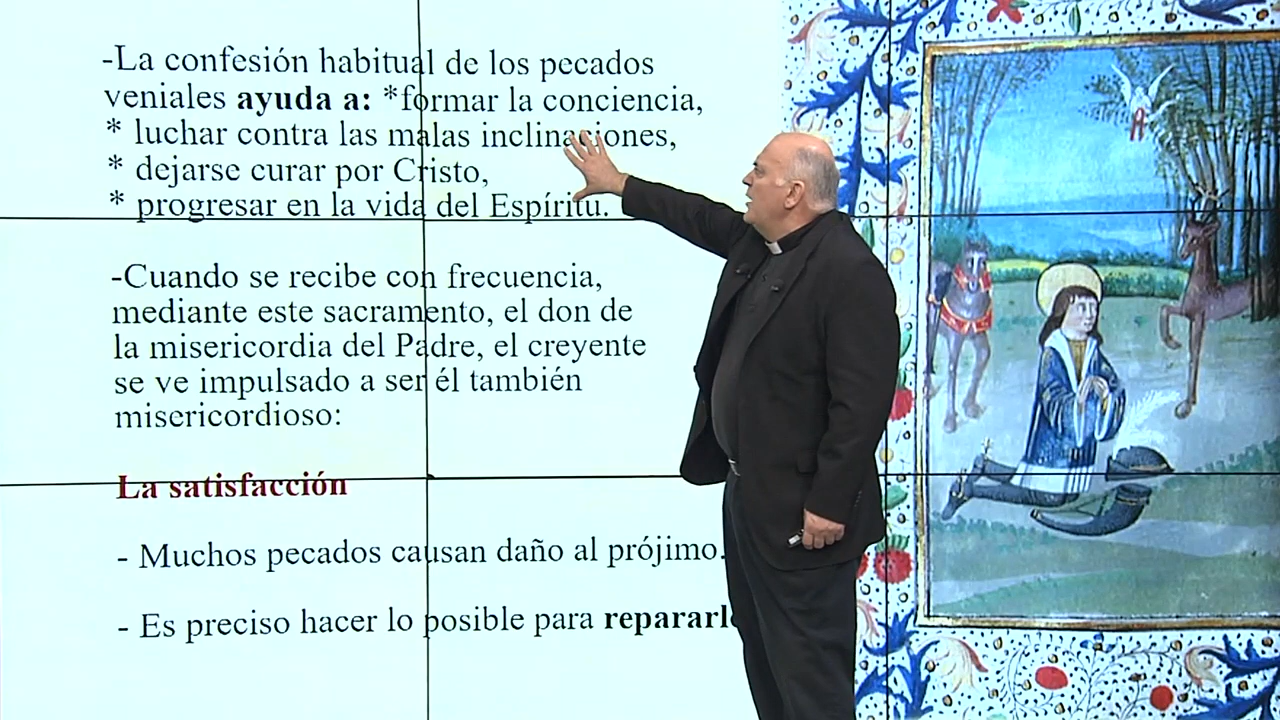 -La confesión habitual de los pecados
veniales ayuda a: *formar la conciencia,
* luchar contra las malas inclinaciones,
* dejarse curar por Cristo,
* progresar en la vida del Espíritu.
-Cuando se recibe con frecuencia,
mediante este sacramento, el don de
la misericordia del Padre, el creyente
se ve impulsado a ser él también
misericordioso:
La satisfacción
- Muchos pecados causan daño al prójimo.
- Es preciso hacer lo posible para repararlo